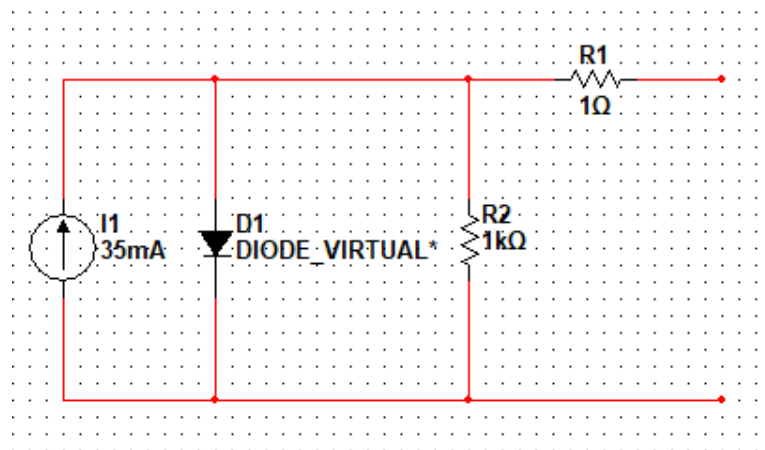 R1
1Ω
I1
35mA
D1
DIODE_VIRTUAL*
R2
1kΩ